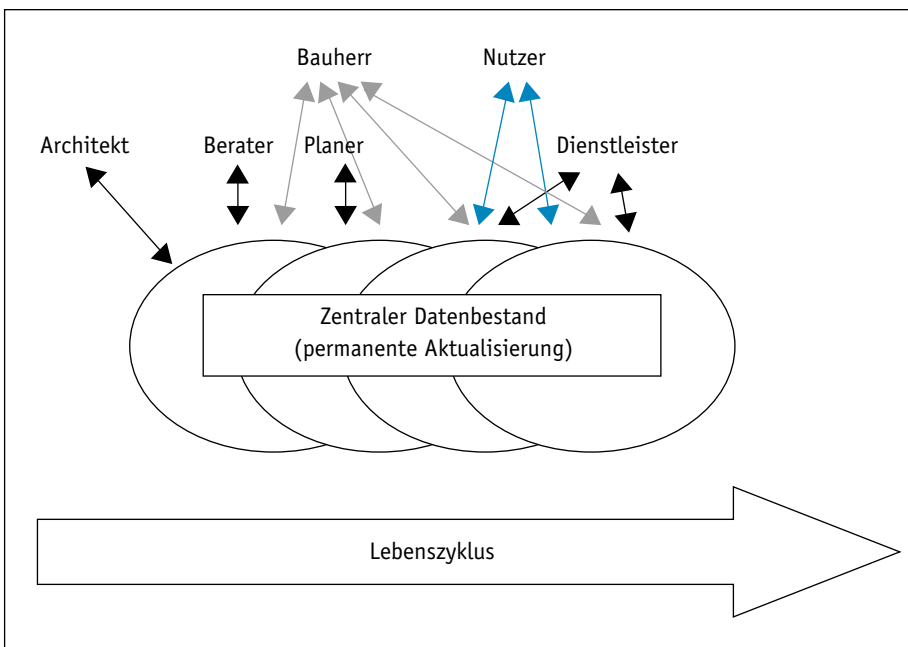 Bauherr
Nutzer
Architekt
Berater
Planer
Dienstleister
Zentraler Datenbestand
(permanente Aktualisierung)
Lebenszyklus